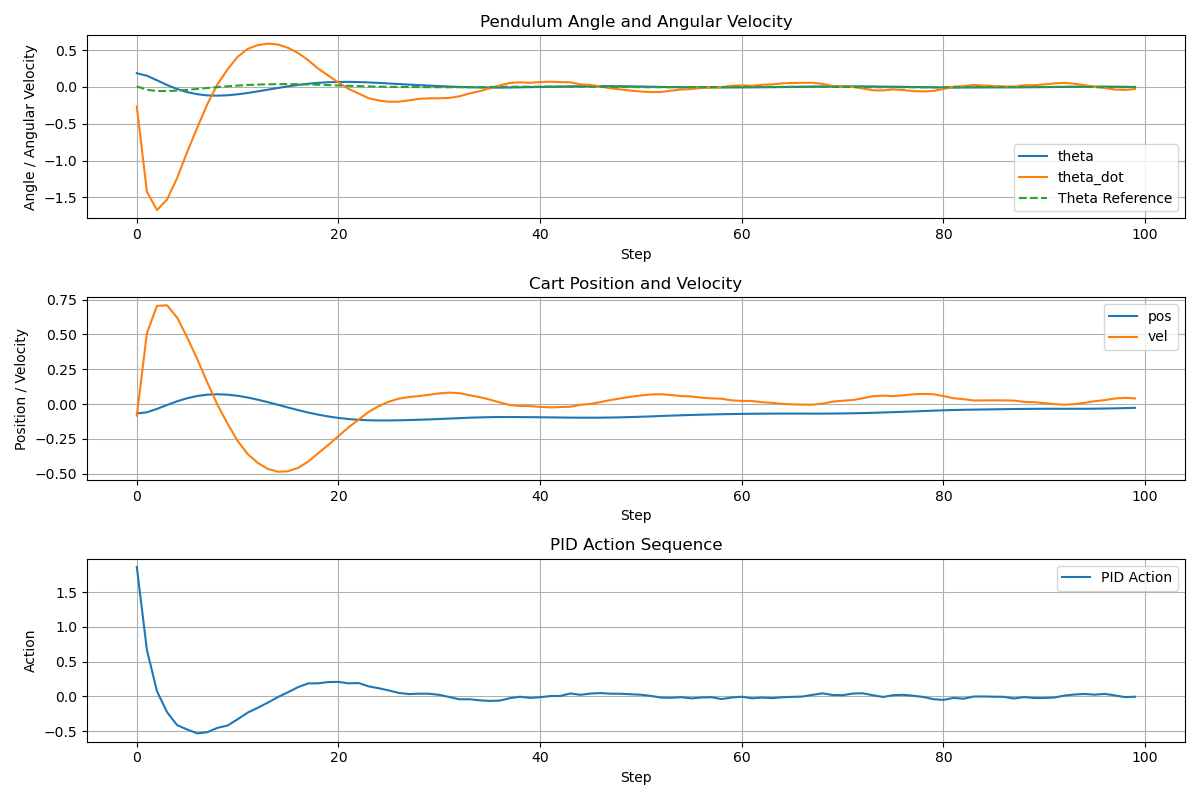 Pendulum Angle and Angular Velocity
Angle / Angular Velocity
0.5
0.0
−0.5
−1.0
−1.5
theta
theta_dot
Theta Reference
0 20 40 60 80 100
Step
Cart Position and Velocity
Position / Velocity
0.75
0.50
0.25
0.00
−0.25
−0.50
pos
vel
0 20 40 60 80 100
Step
PID Action Sequence
Action
1.5
1.0
0.5
0.0
−0.5
PID Action
0 20 40 60 80 100
Step